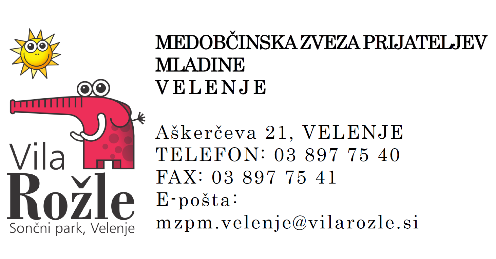 MEDOBČINSKA ZVEZA PRIJATELJEV
MLADINE
VELENJE
Aškerčeva 21, VELENJE
TELEFON: 03 897 75 40
FAX: 03 897 75 41
E-pošta:
mzpm.velenje@vilarozle.si
Vila
Rožle
Sončni park, Velenje